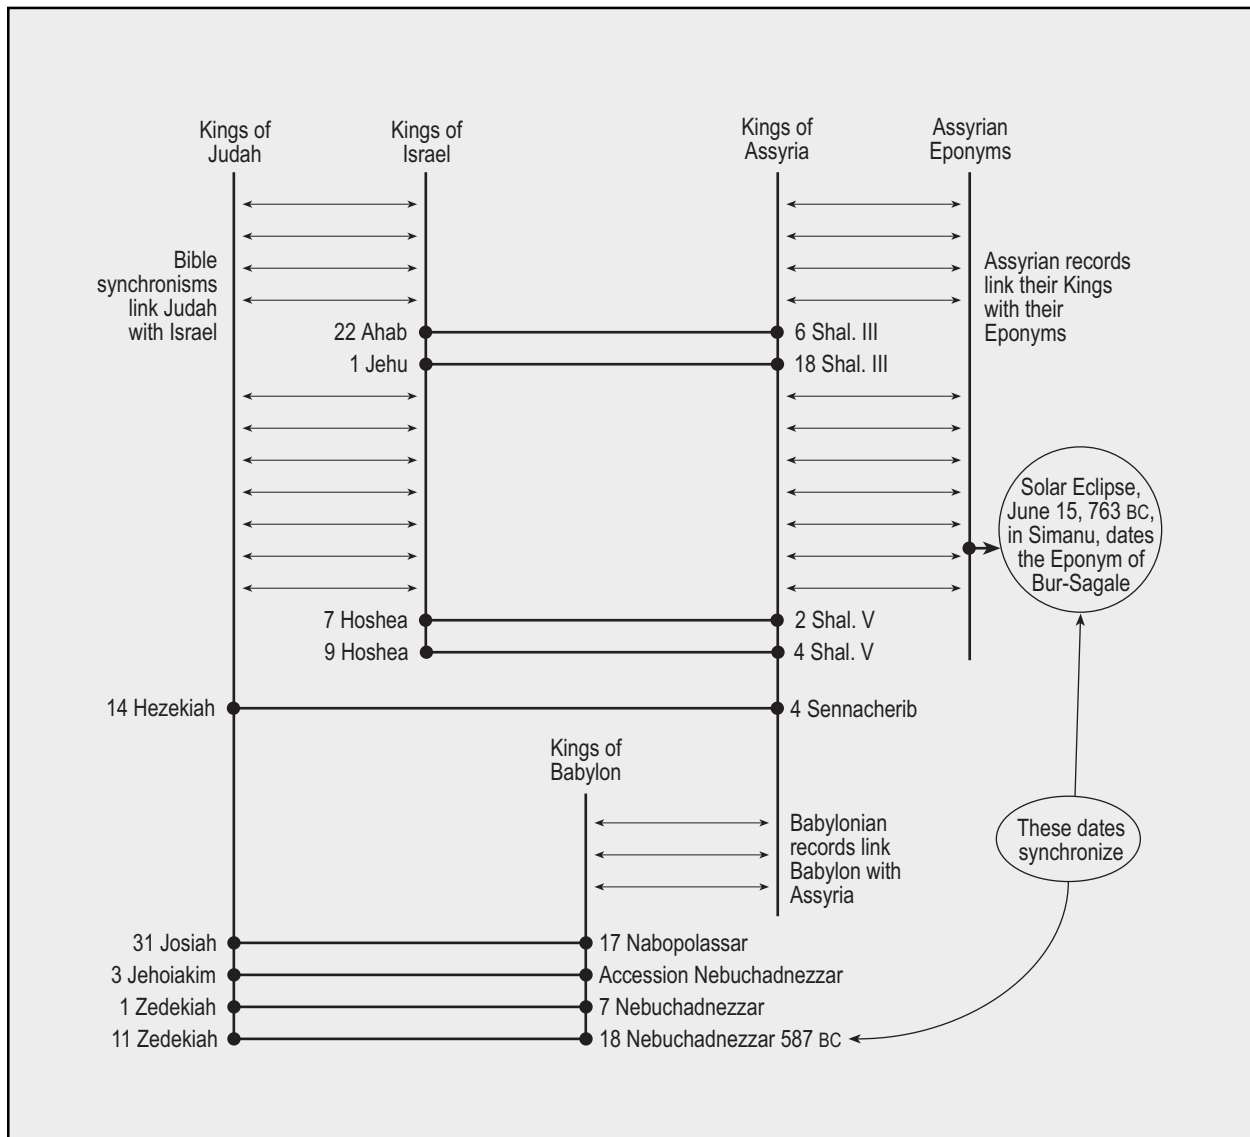 Kings of
Judah
Kings of
Israel
Kings of
Assyria
Assyrian
Eponyms
Bible
synchronisms
link Judah
with Israel
Assyrian records
link their Kings
with their
Eponyms
22 Ahab
6 Shal. III
1 Jehu
18 Shal. III
Solar Eclipse,
June 15, 763 BC,
in Simanu, dates
the Eponym of
Bur-Sagale
7 Hoshea
2 Shal. V
9 Hoshea
4 Shal. V
14 Hezekiah
4 Sennacherib
Kings of
Babylon
Babylonian
records link
Babylon with
Assyria
These dates
synchronize
31 Josiah
17 Nabopolassar
3 Jehoiakim
Accession Nebuchadnezzar
1 Zedekiah
7 Nebuchadnezzar
11 Zedekiah
18 Nebuchadnezzar 587 BC